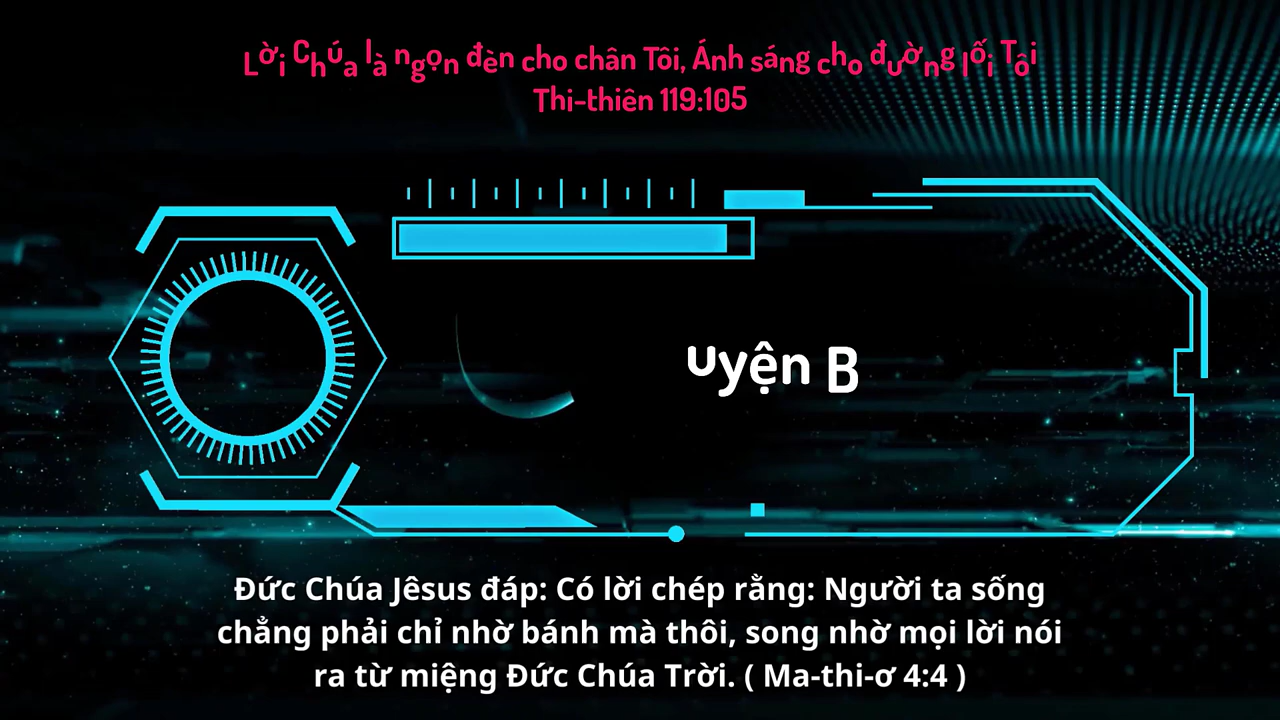 Lời Chúa là ngọn đèn cho chân Tôi, Ánh sáng cho đường lối Tôi
Thi-thiên 119:105
uyện B
Đức Chúa Jêsus đáp: Có lời chép rằng: Người ta sống
chẳng phải chỉ nhờ bánh mà thôi, song nhờ mọi lời nói
ra từ miệng Đức Chúa Trời. ( Ma-thi-ơ 4:4 )